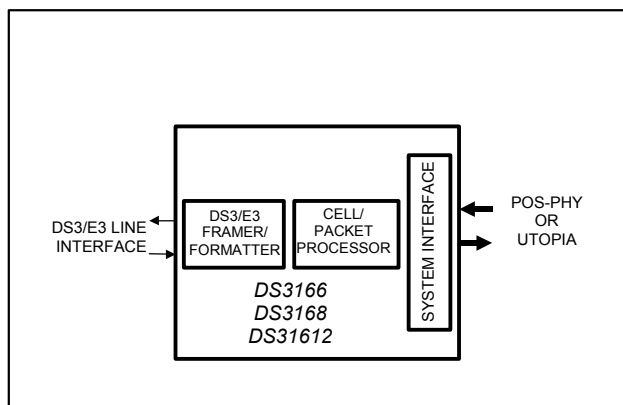 DS3/E3 LINE
INTERFACE
DS3/E3
FRAMER/
FORMATTER
CELL/
PACKET
PROCESSOR
SYSTEM INTERFACE
POS-PHY
OR
UTOPIA
DS3166
DS3168
DS31612